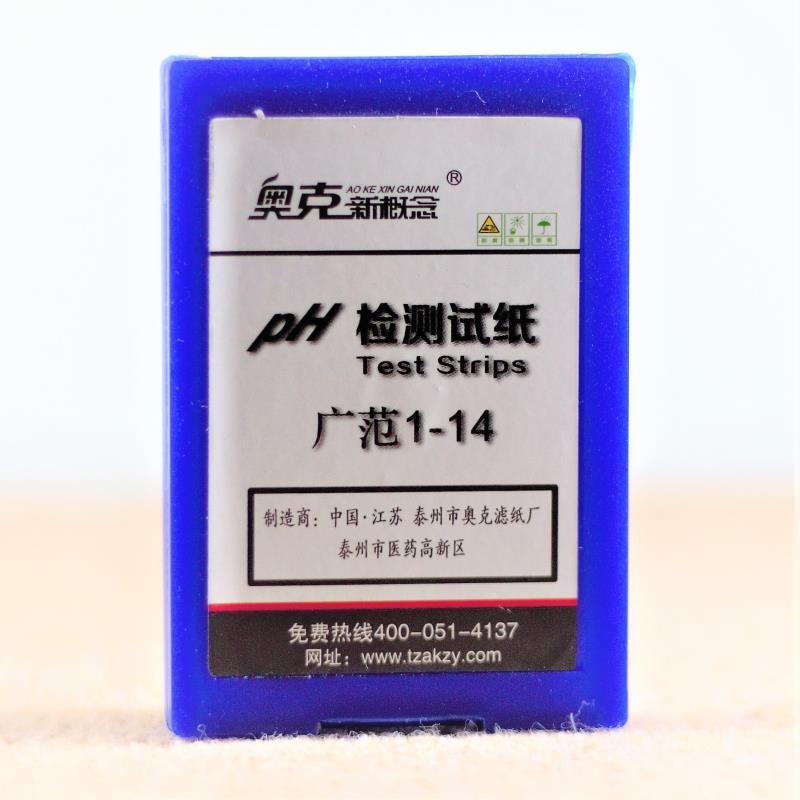 AO KE XIN GAI NIAN ®
奥克新概念
pH 检测试纸
Test Strips
广范1-14
制造商：中国·江苏 泰州市奥克滤纸厂
泰州市医药高新区
免费热线400-051-4137
网址：www.tzakzy.com